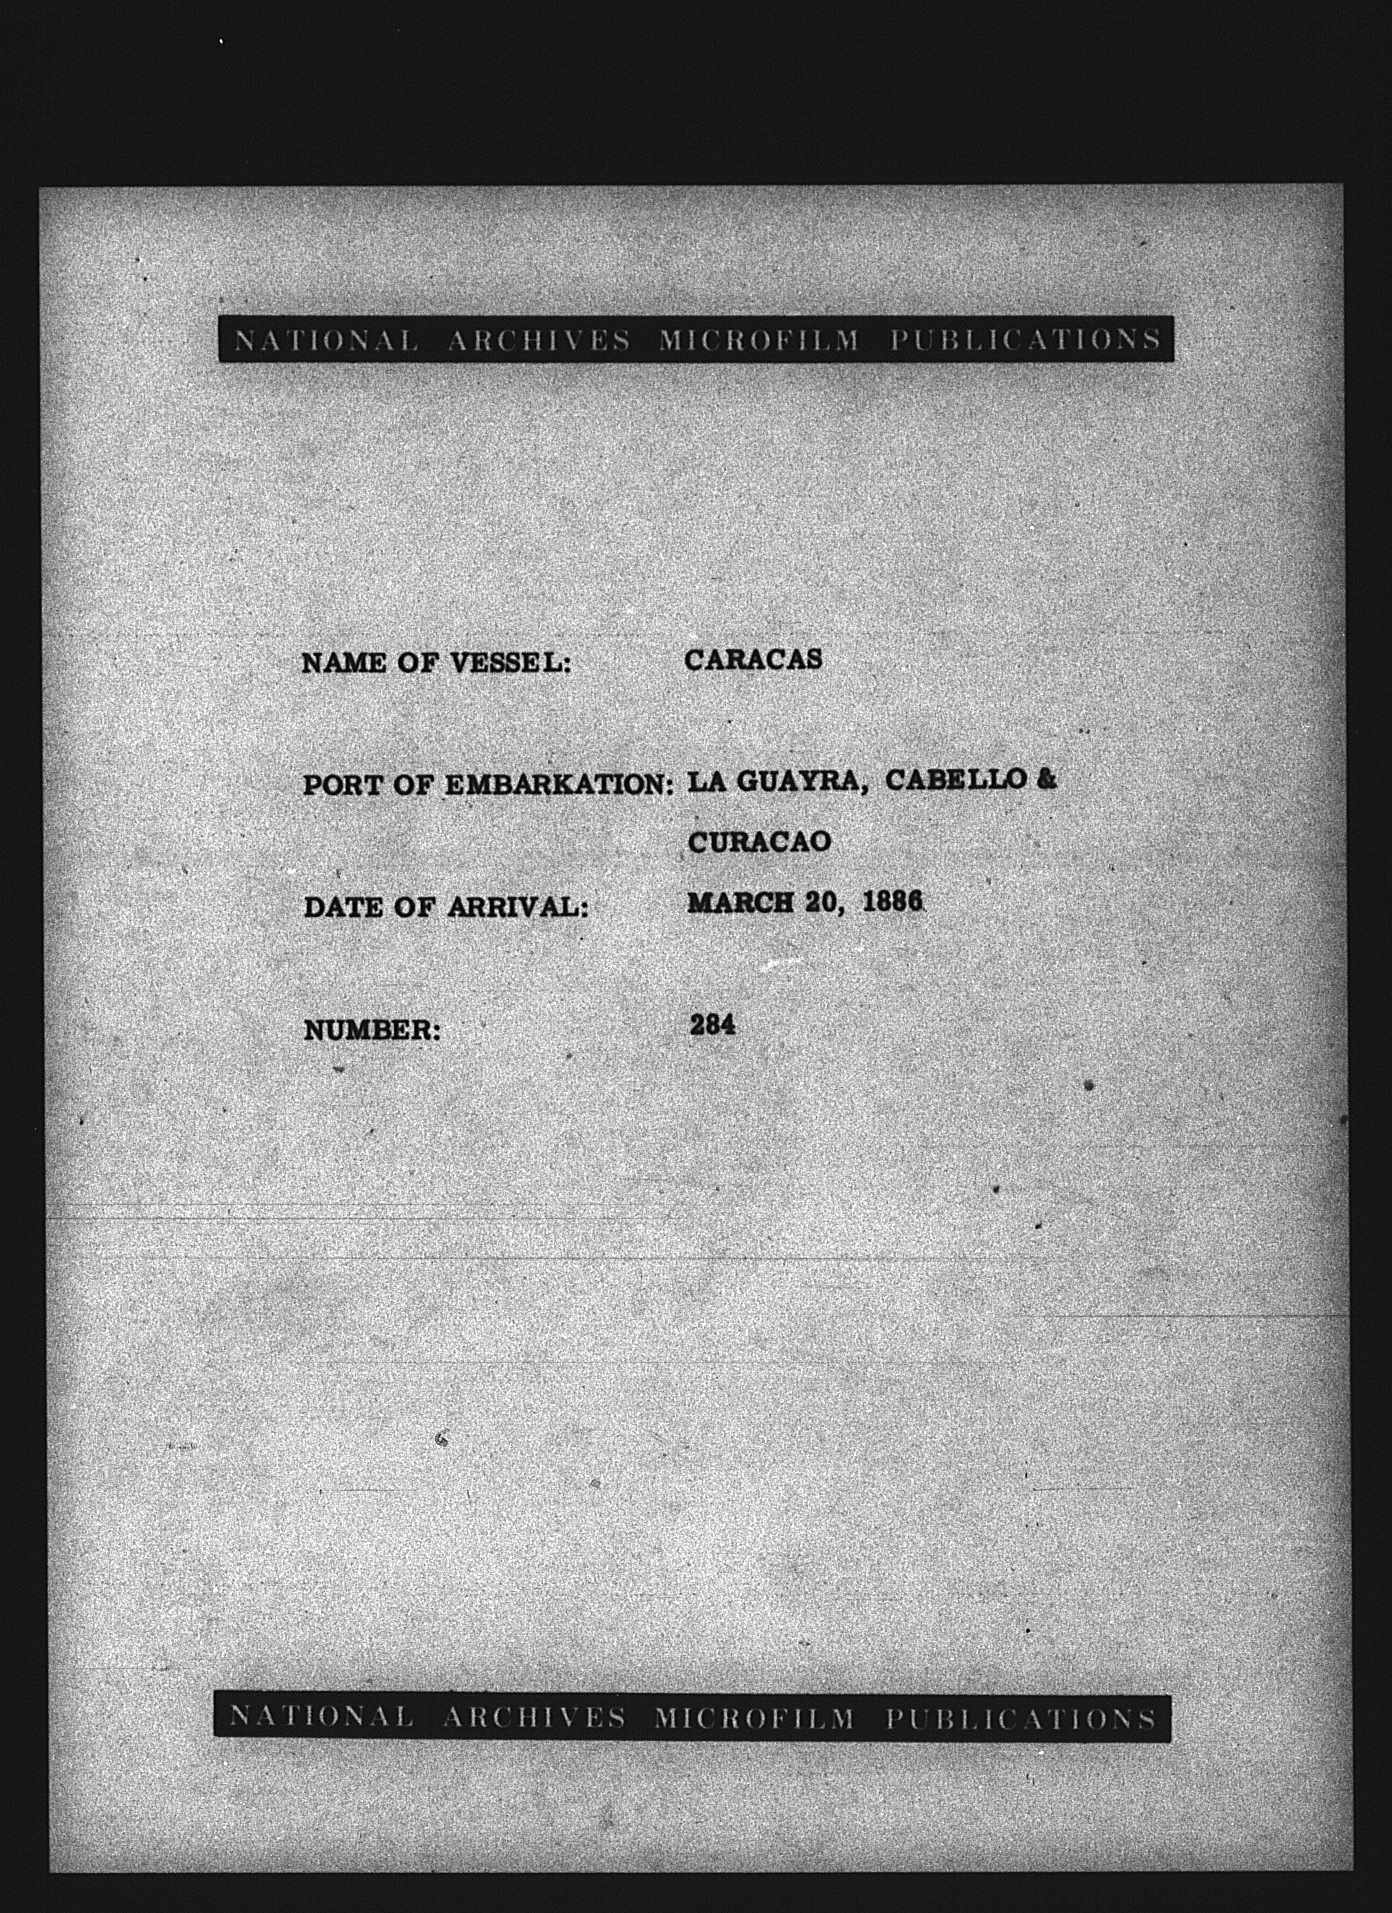 NATIONAL ARCHIVES MICROFILM PUBLICATIONS
NAME OF VESSEL: CARACAS
PORT OF EMBARKATION: LA GUAYRA, CABELLO &
CURACAO
DATE OF ARRIVAL: MARCH 20, 1886
NUMBER: 284
NATIONAL ARCHIVES MICROFILM PUBLICATIONS